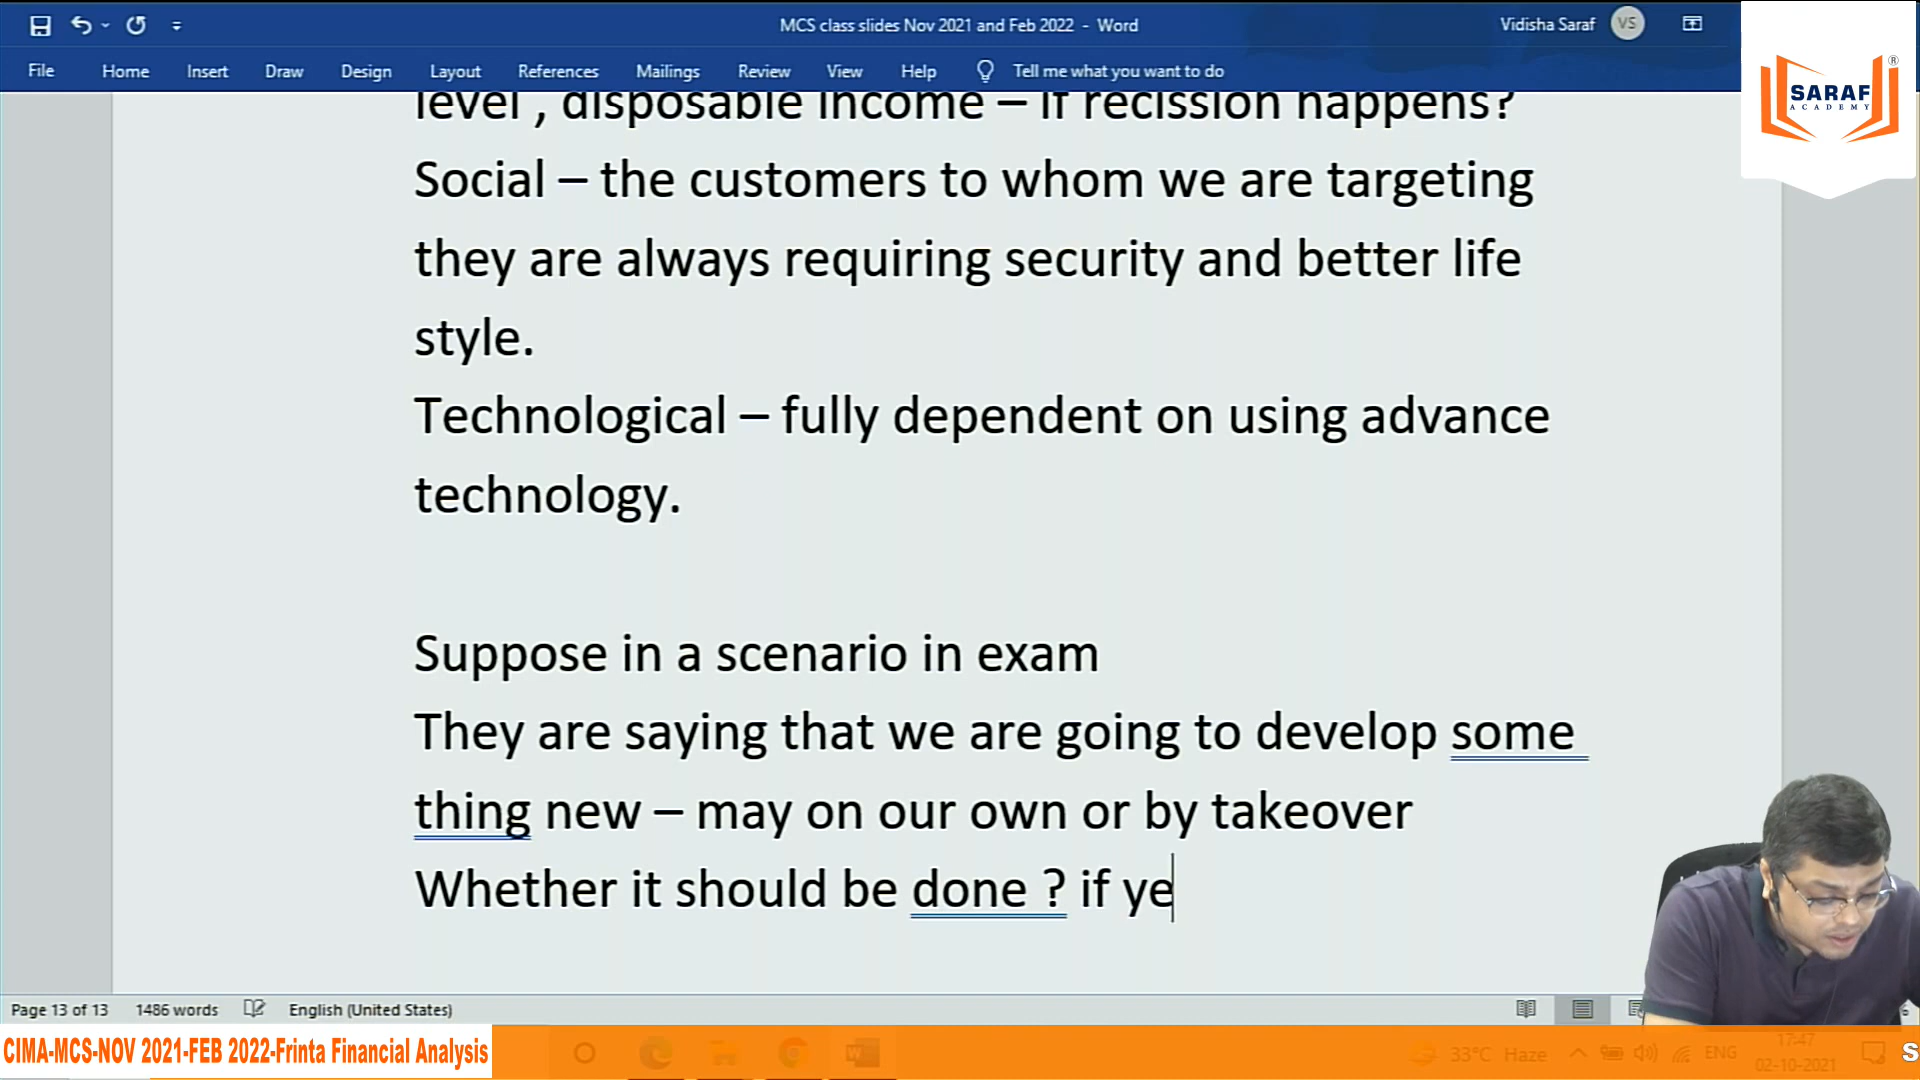 MCS class slides Nov 2021 and Feb 2022 - Word
Vidisha Saraf VS
File Home Insert Draw Design Layout References Mailings Review View Help Tell me what you want to do
SARAF
ACADEMY
®
level , disposable income – if recission happens?
Social – the customers to whom we are targeting
they are always requiring security and better life
style.
Technological – fully dependent on using advance
technology.
Suppose in a scenario in exam
They are saying that we are going to develop some
thing new – may on our own or by takeover
Whether it should be done ? if ye
Page 13 of 13 1486 words English (United States)
CIMA-MCS-NOV 2021-FEB 2022-Frinta Financial Analysis
33°C Haze ENG
17:47
02-10-2021
S